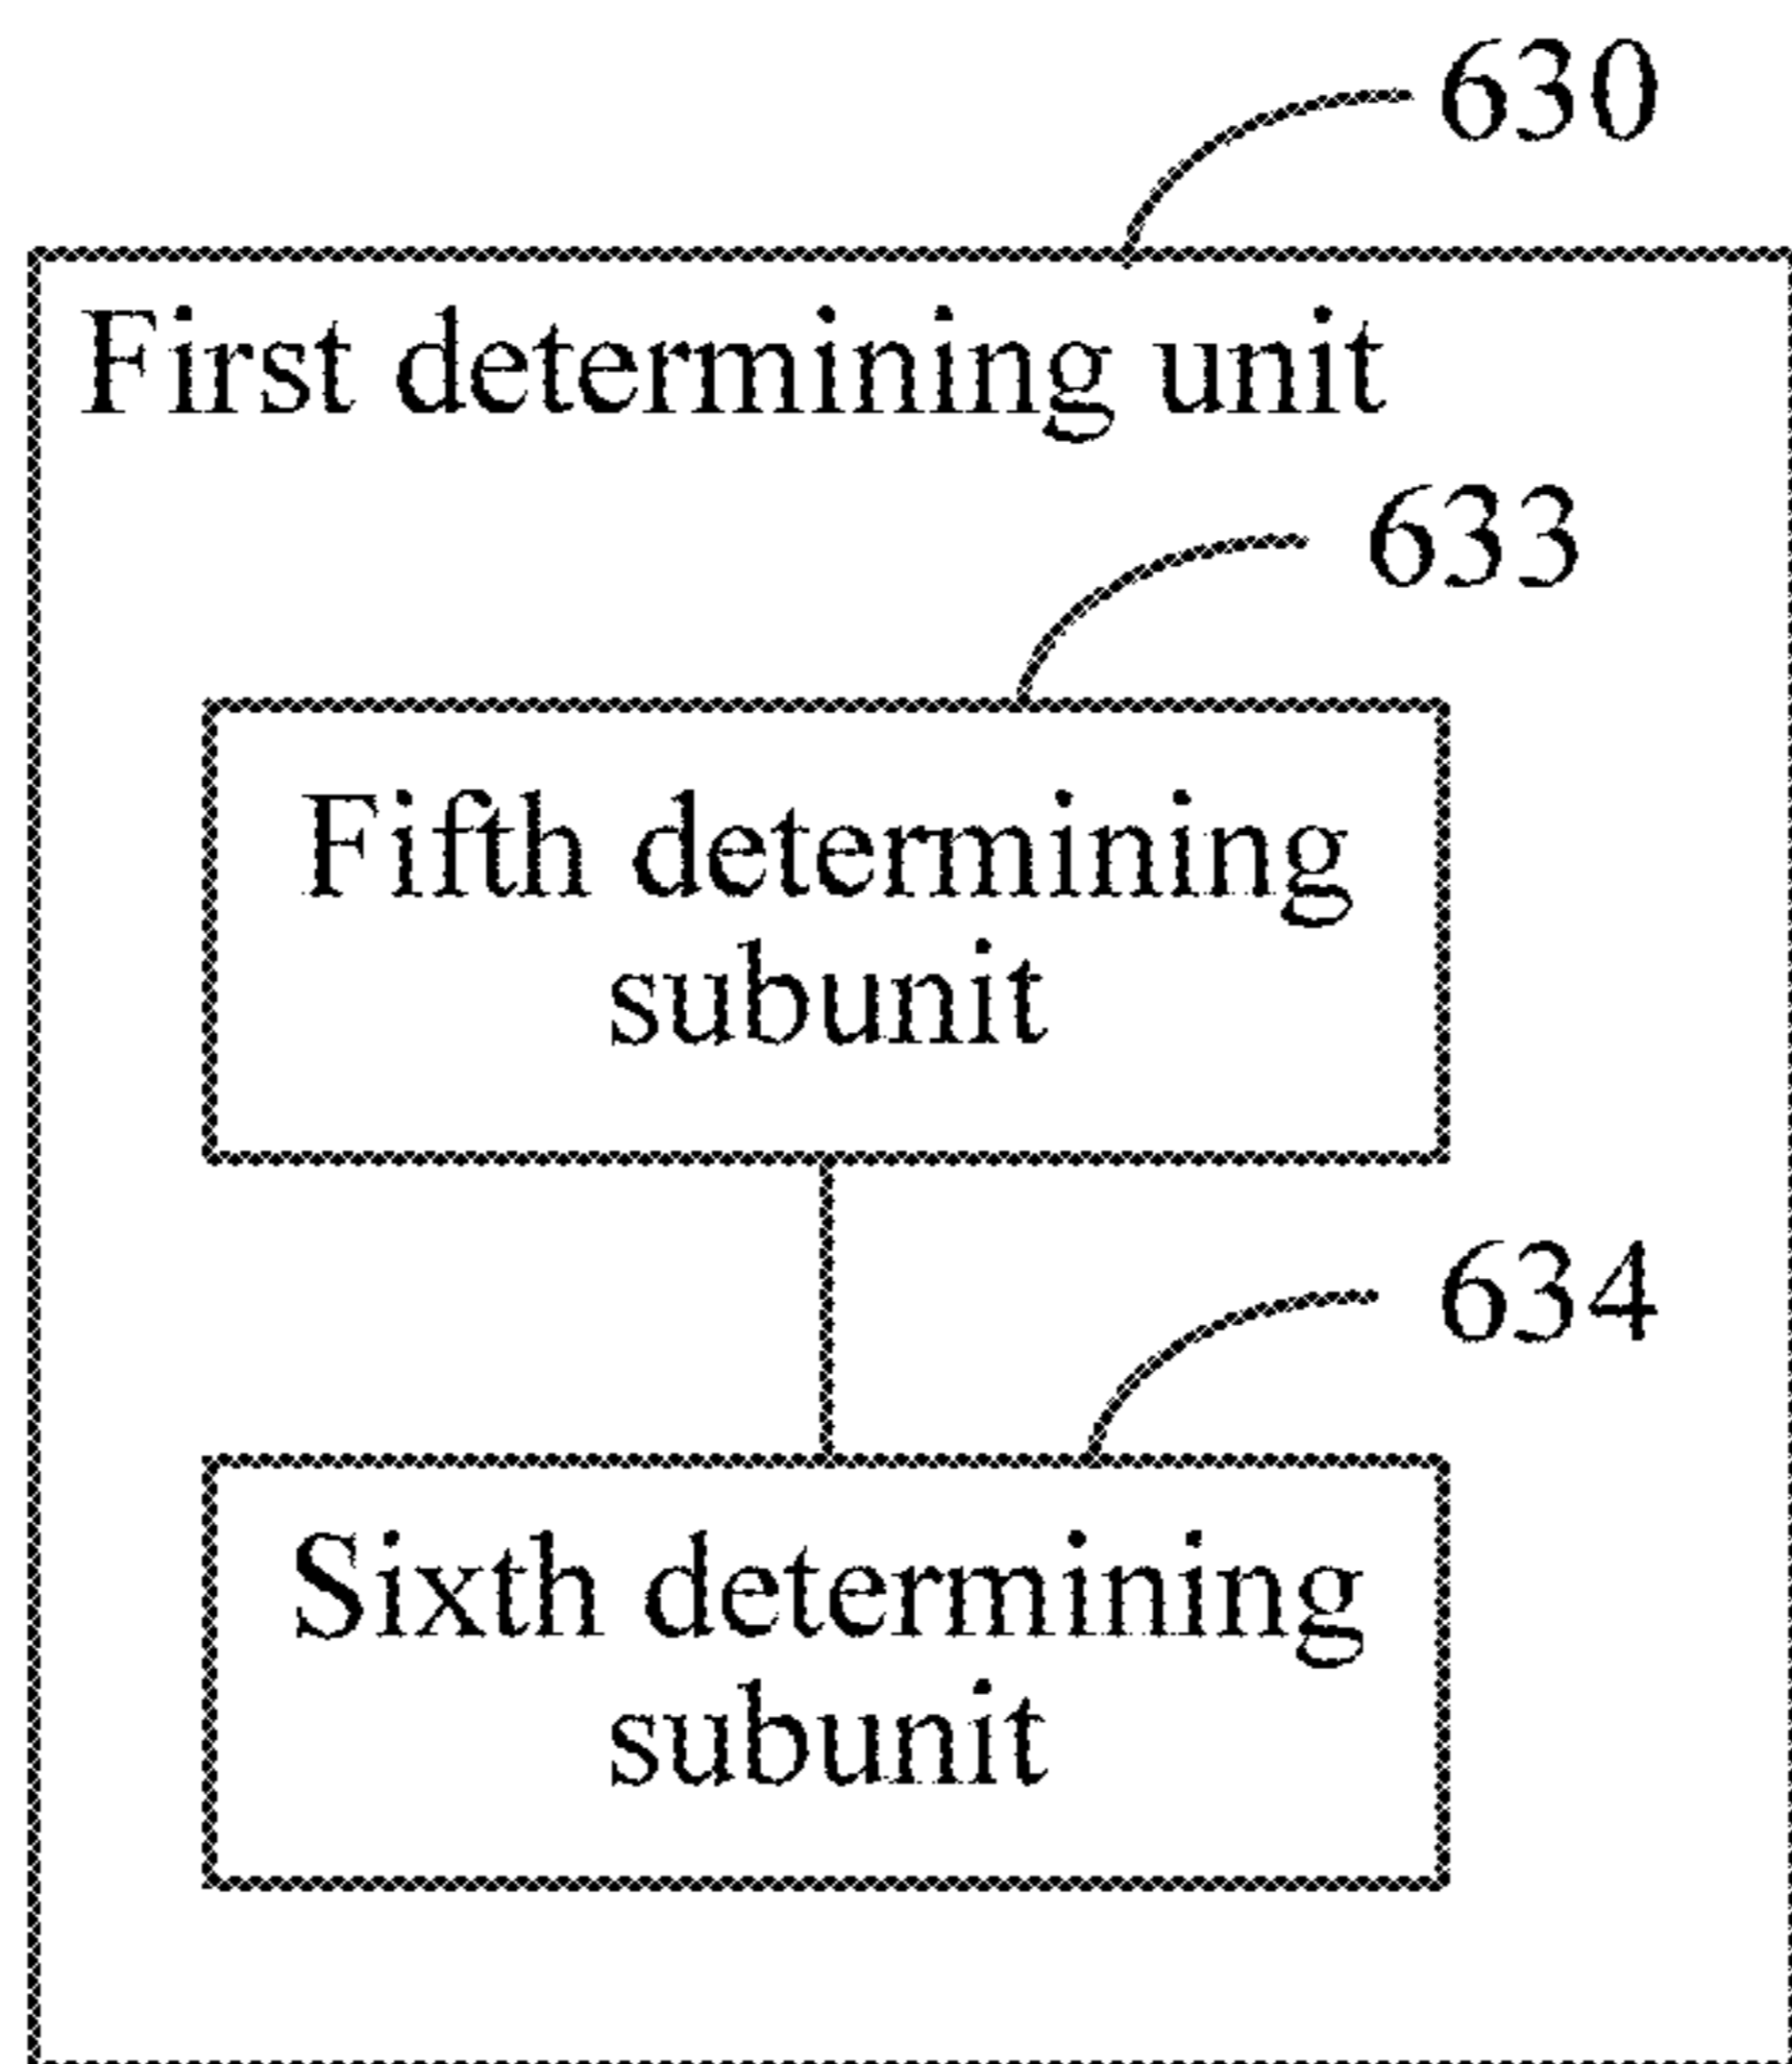 630
First determining unit
633
Fifth determining
subunit
634
Sixth determining
subunit